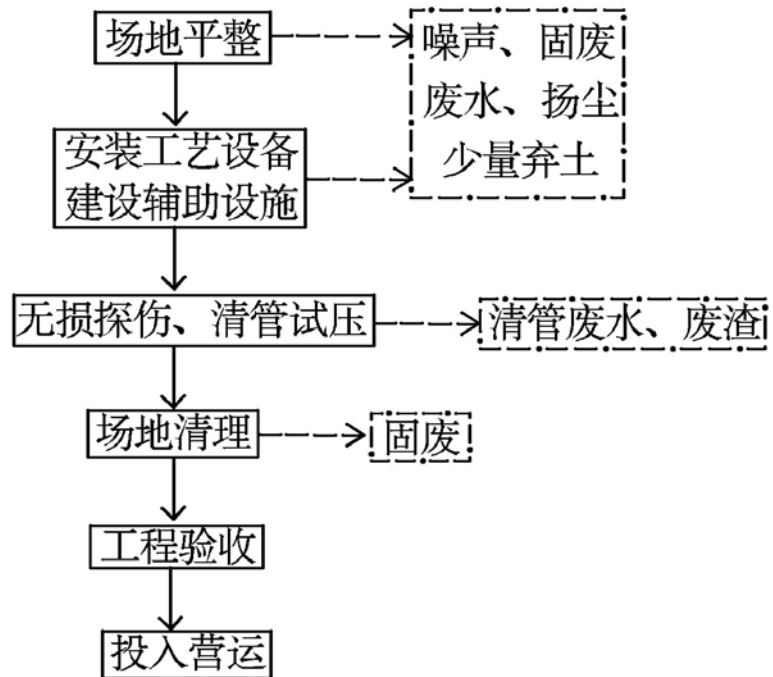 场地平整
噪声、固废
废水、扬尘
少量弃土
安装工艺设备
建设辅助设施
无损探伤、清管试压
清管废水、废渣
场地清理
固废
工程验收
投入营运